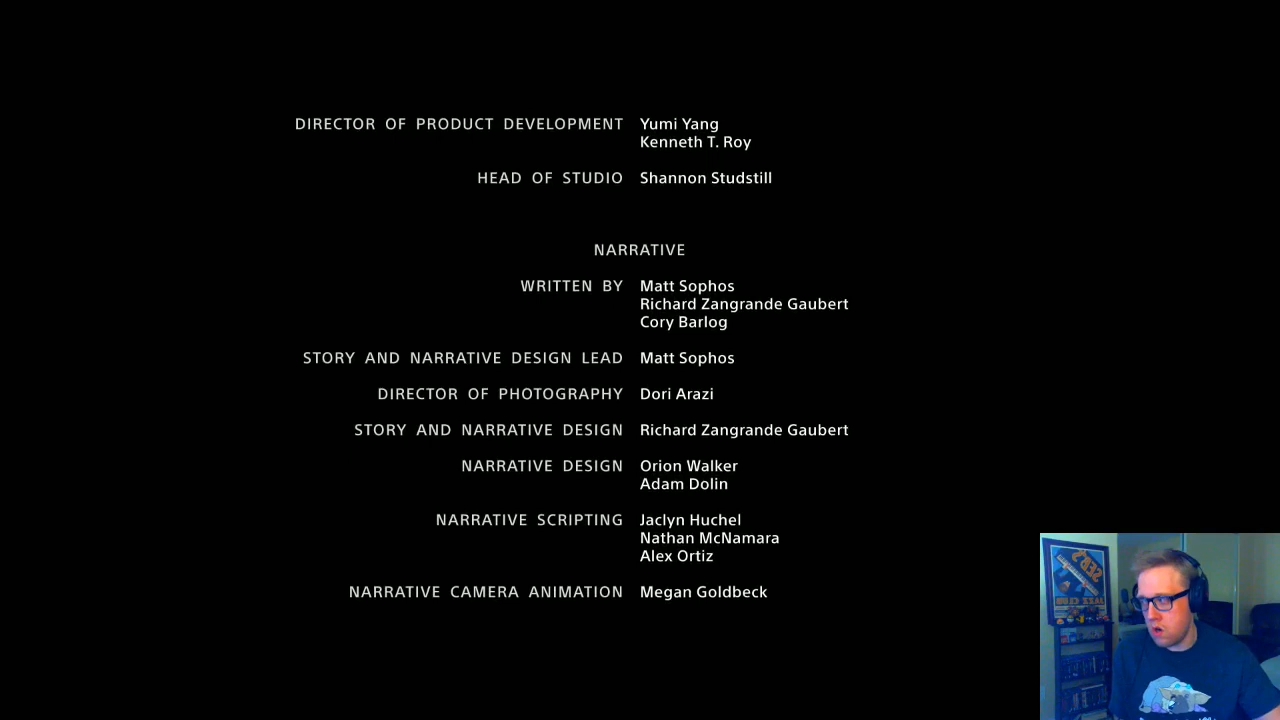 DIRECTOR OF PRODUCT DEVELOPMENT Yumi Yang
Kenneth T. Roy
HEAD OF STUDIO Shannon Studstill
NARRATIVE
WRITTEN BY Matt Sophos
Richard Zangrande Gaubert
Cory Barlog
STORY AND NARRATIVE DESIGN LEAD Matt Sophos
DIRECTOR OF PHOTOGRAPHY Dori Arazi
STORY AND NARRATIVE DESIGN Richard Zangrande Gaubert
NARRATIVE DESIGN Orion Walker
Adam Dolin
NARRATIVE SCRIPTING Jaclyn Huchel
Nathan McNamara
Alex Ortiz
NARRATIVE CAMERA ANIMATION Megan Goldbeck